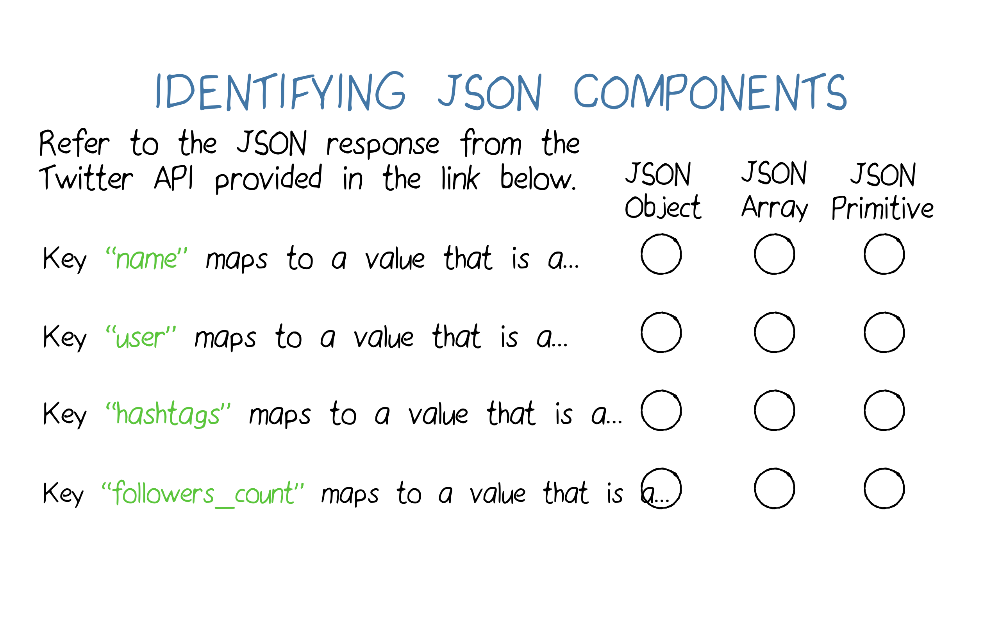 IDENTIFYING JSON COMPONENTS
Refer to the JSON response fom the
Twitter API provided in the link below.
JSON Object
JSON Array
JSON Primitive
Key “name” maps to a value that is a...
Key “user” maps to a value that is a...
Key “hashtags” maps to a value that is a...
Key “followers_count” maps to a value that is a...